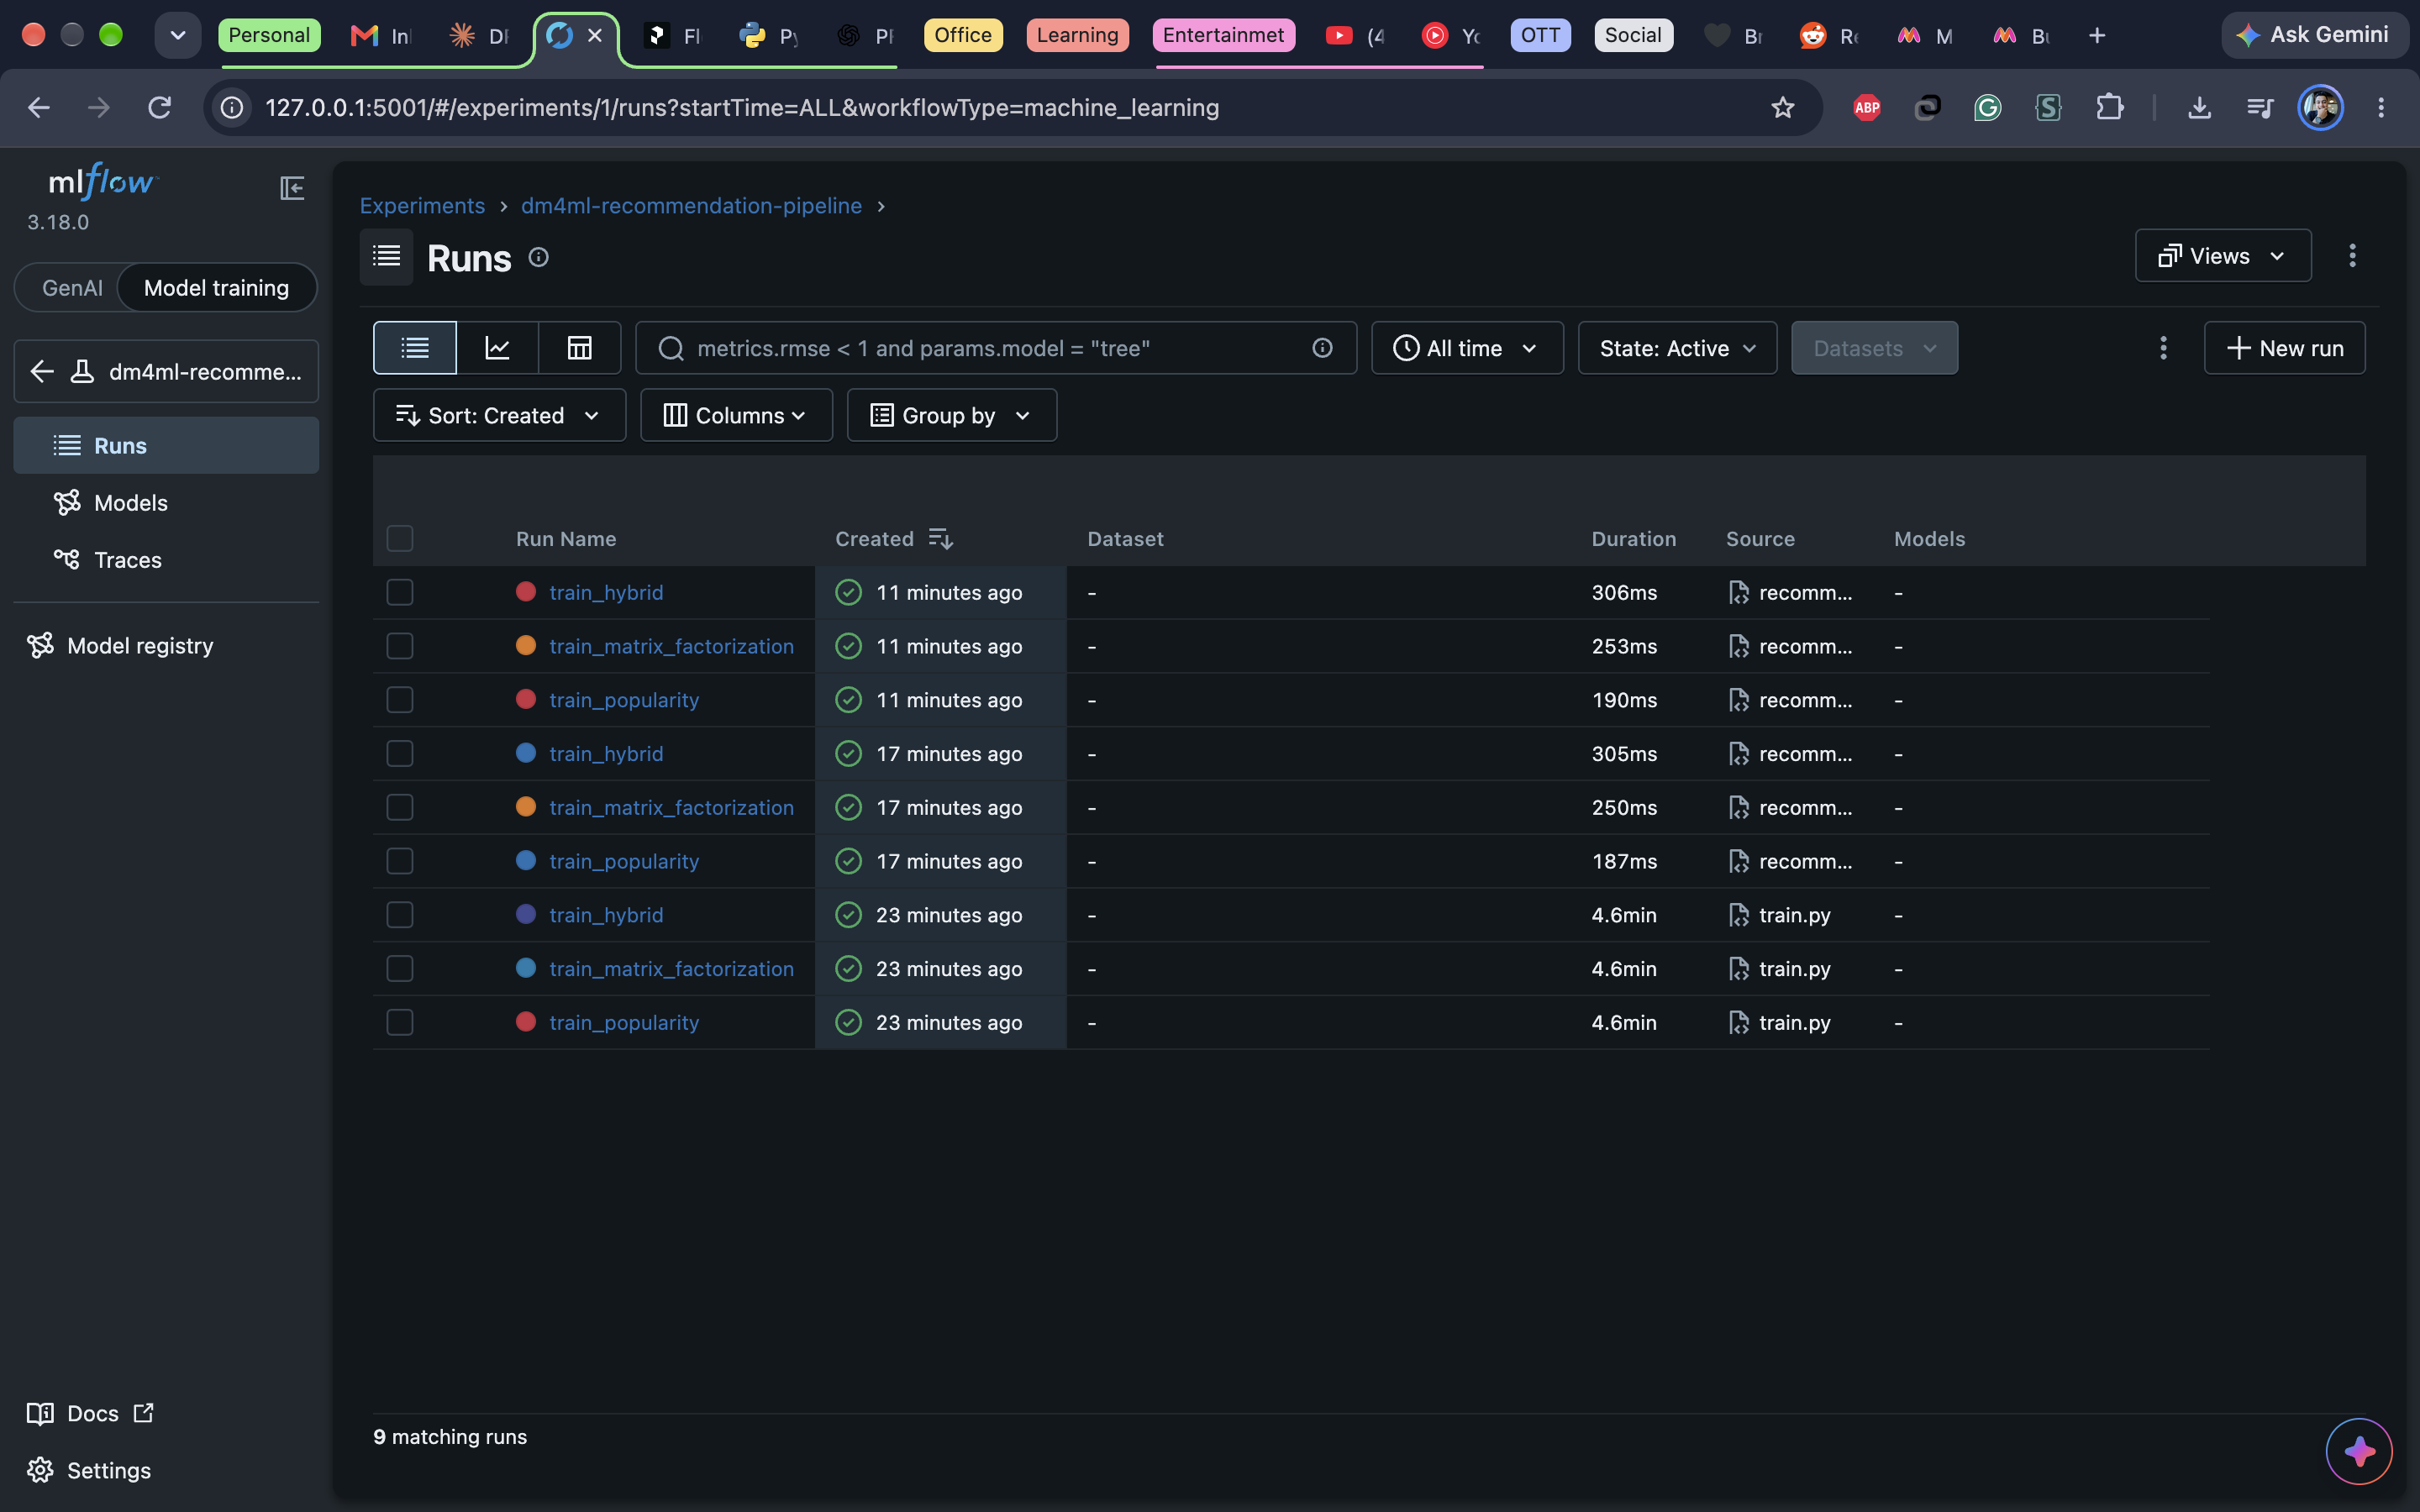 Personal
Office
Learning
Entertainmet
OTT
Social
Ask Gemini
127.0.0.1:5001/#/experiments/1/runs?startTime=ALL&workflowType=machine_learning
ABP
mlflow
3.18.0
GenAI
Model training
dm4ml-recomme...
Runs
Models
Traces
Model registry
Docs
Settings
Experiments > dm4ml-recommendation-pipeline >
Runs
Views
metrics.rmse < 1 and params.model = "tree"
All time
State: Active
Datasets
New run
Sort: Created
Columns
Group by
Run Name Created Dataset Duration Source Models
train_hybrid 11 minutes ago - 306ms recomm... -
train_matrix_factorization 11 minutes ago - 253ms recomm... -
train_popularity 11 minutes ago - 190ms recomm... -
train_hybrid 17 minutes ago - 305ms recomm... -
train_matrix_factorization 17 minutes ago - 250ms recomm... -
train_popularity 17 minutes ago - 187ms recomm... -
train_hybrid 23 minutes ago - 4.6min train.py -
train_matrix_factorization 23 minutes ago - 4.6min train.py -
train_popularity 23 minutes ago - 4.6min train.py -
9 matching runs